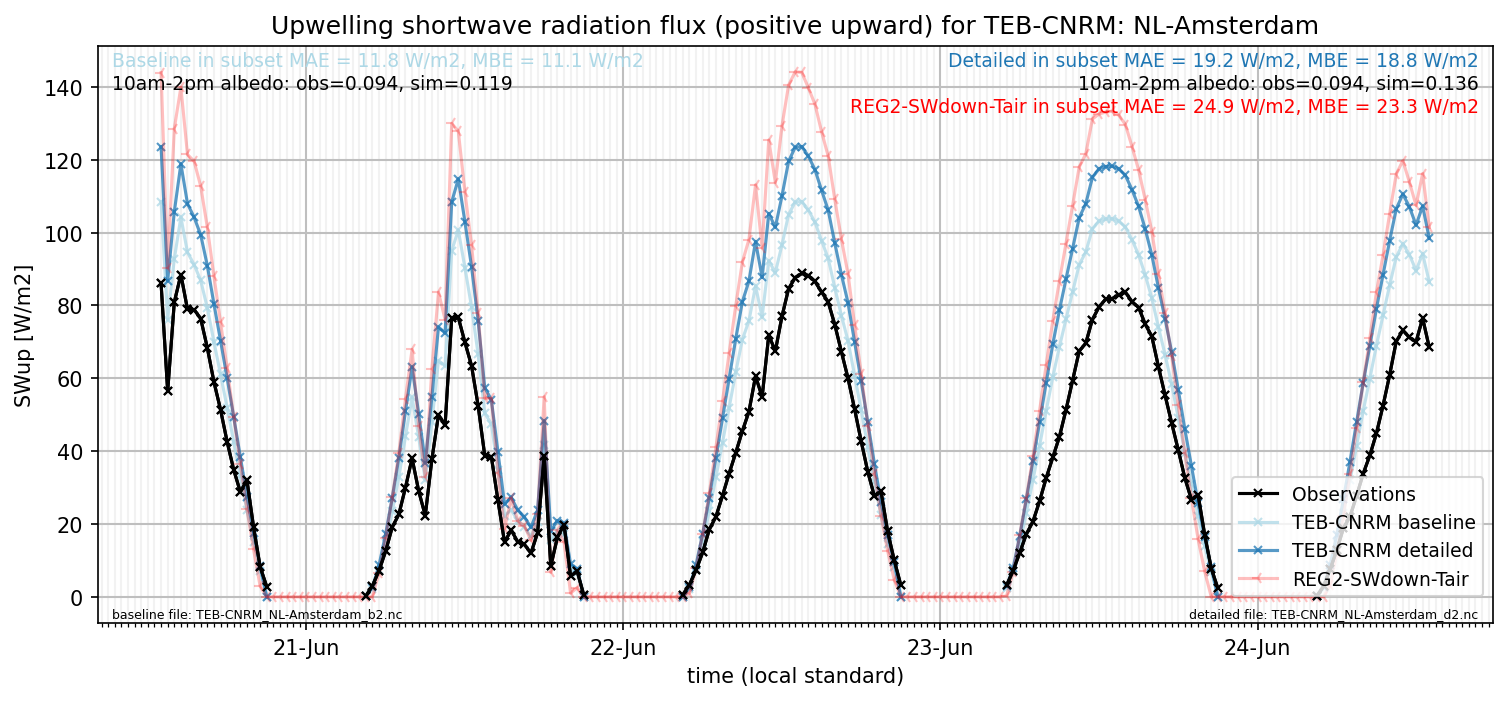 Upwelling shortwave radiation flux (positive upward) for TEB-CNRM: NL-Amsterdam
Baseline in subset MAE = 11.8 W/m2, MBE = 11.1 W/m2
10am-2pm albedo: obs=0.094, sim=0.119
Detailed in subset MAE = 19.2 W/m2, MBE = 18.8 W/m2
10am-2pm albedo: obs=0.094, sim=0.136
REG2-SWdown-Tair in subset MAE = 24.9 W/m2, MBE = 23.3 W/m2
SWup [W/m2]
140
120
100
80
60
40
20
0
Observations
TEB-CNRM baseline
TEB-CNRM detailed
REG2-SWdown-Tair
baseline file: TEB-CNRM_NL-Amsterdam_b2.nc
detailed file: TEB-CNRM_NL-Amsterdam_d2.nc
21-Jun
22-Jun
23-Jun
24-Jun
time (local standard)